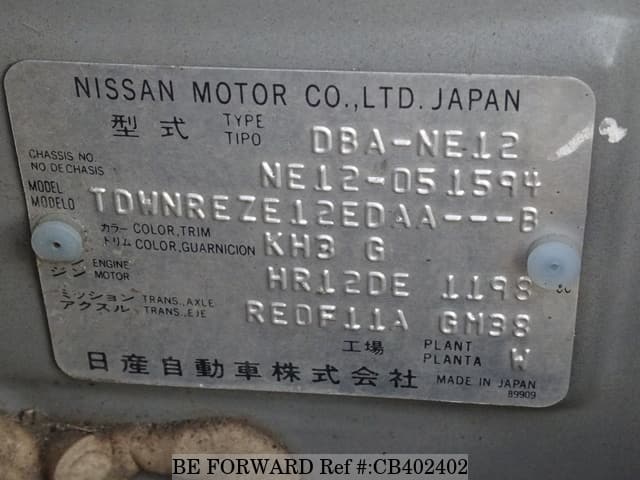 NISSAN MOTOR CO.,LTD. JAPAN
型式 TYPE TIPO DBA-NE12
CHASSIS NO. NO. DE CHASIS NE12-051594
MODEL MODELO TDWNREZE12EDAA---B
カラー COLOR, TRIM トリム COLOR, GUARNICION KH3 G
ジン ENGINE MOTOR HR12DE 1198
ミッション TRANS., AXLE アクスル TRANS., EJE RE0F11A GM38
工場 PLANT PLANTA W
日産自動車株式会社 MADE IN JAPAN
89909
BE FORWARD Ref #:CB402402